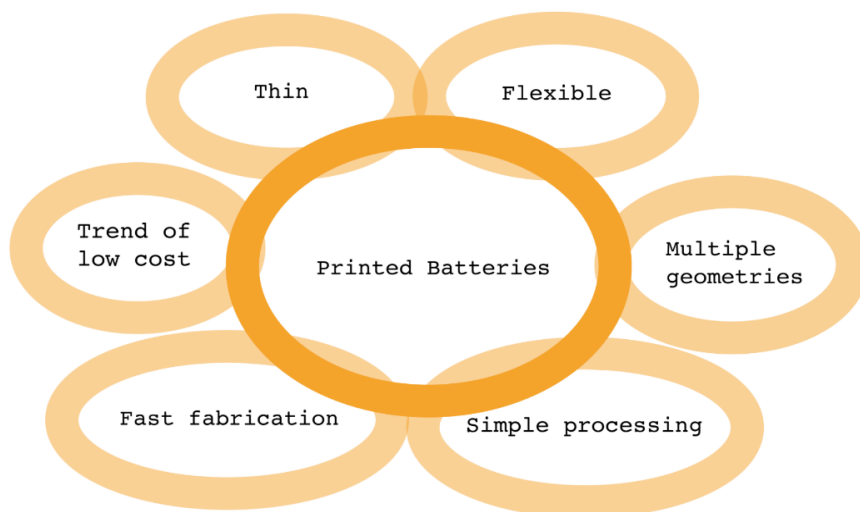 Thin
Flexible
Trend of
low cost
Printed Batteries
Multiple
geometries
Fast fabrication
Simple processing